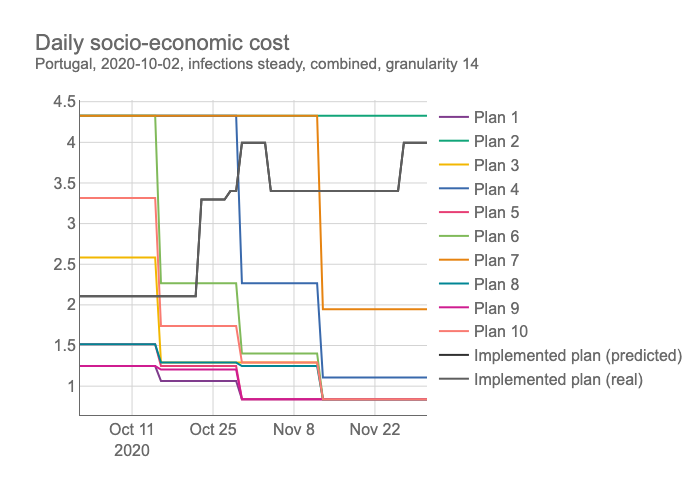 Daily socio-economic cost
Portugal, 2020-10-02, infections steady, combined, granularity 14
4.5
4
3.5
3
2.5
2
1.5
1
Oct 11
2020
Oct 25
Nov 8
Nov 22
Plan 1
Plan 2
Plan 3
Plan 4
Plan 5
Plan 6
Plan 7
Plan 8
Plan 9
Plan 10
Implemented plan (predicted)
Implemented plan (real)